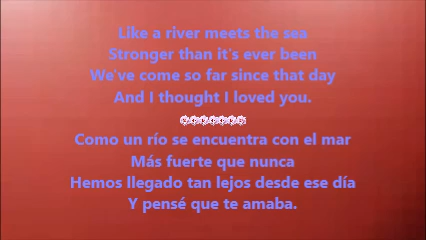 Like a river meets the sea
Stronger than it's ever been
We've come so far since that day
And I thought I loved you.
Como un río se encuentra con el mar
Más fuerte que nunca
Hemos llegado tan lejos desde ese día
Y pensé que te amaba.